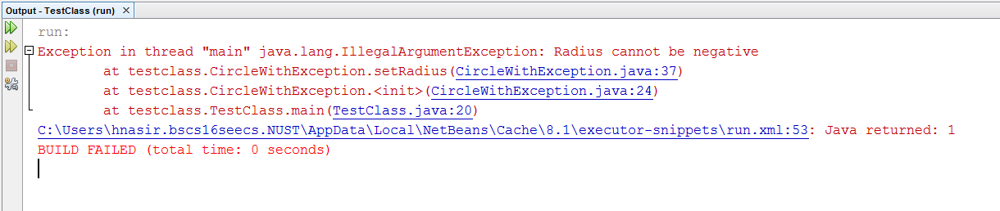 Output - TestClass (run)
run:
Exception in thread "main" java.lang.IllegalArgumentException: Radius cannot be negative
at testclass.CircleWithException.setRadius(CircleWithException.java:37)
at testclass.CircleWithException.<init>(CircleWithException.java:24)
at testclass.TestClass.main(TestClass.java:20)
C:\Users\hnasir.bscs16seecs.NUST\AppData\Local\NetBeans\Cache\8.1\executor-snippets\run.xml:53: Java returned: 1
BUILD FAILED (total time: 0 seconds)